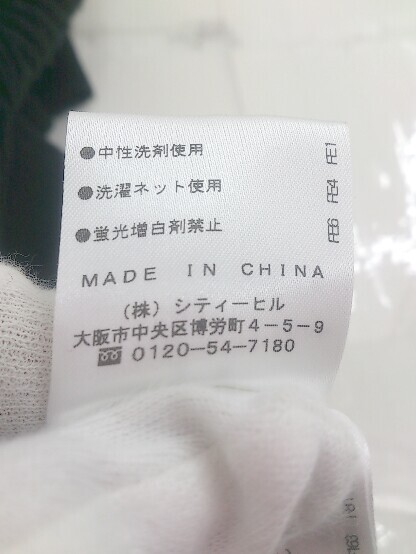 ●中性洗剤使用
●洗濯ネット使用
●蛍光増白剤禁止
MADE IN CHINA
(株) シティーヒル
大阪市中央区博労町4-5-9
0120-54-7180